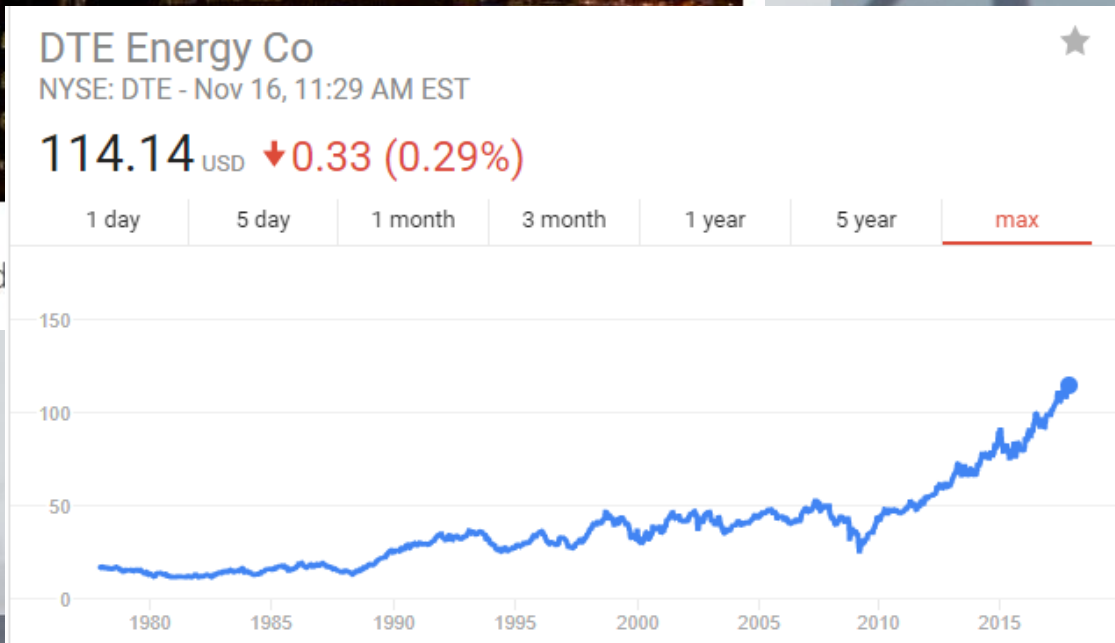 DTE Energy Co
NYSE: DTE - Nov 16, 11:29 AM EST
114.14 USD 0.33 (0.29%)
1 day 5 day 1 month 3 month 1 year 5 year max
150
100
50
0
1980 1985 1990 1995 2000 2005 2010 2015